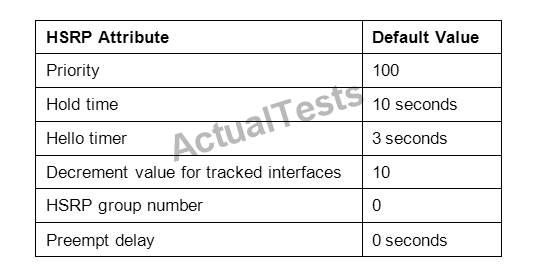 HSRP Attribute Default Value
Priority 100
Hold time 10 seconds
Hello timer 3 seconds
Decrement value for tracked interfaces 10
HSRP group number 0
Preempt delay 0 seconds
ActualTests